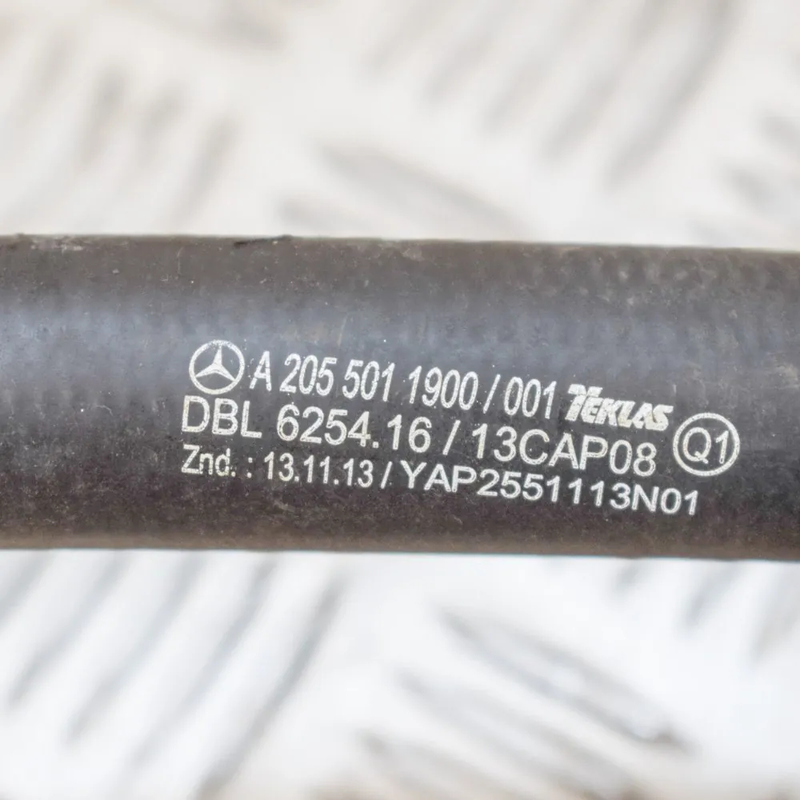 A 205 501 1900 / 001 TEKLAS
DBL 6254.16 / 13CAP08 Q1
Znd. : 13.11.13 / YAP2551113N01